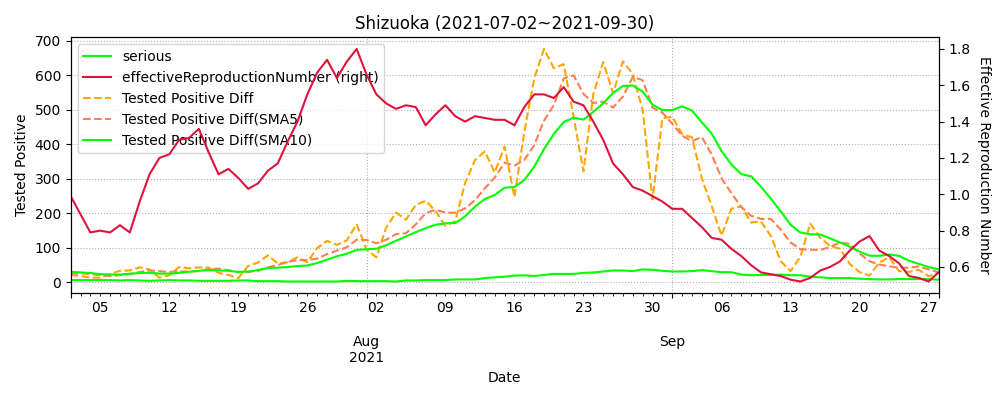 Shizuoka (2021-07-02~2021-09-30)
serious
effectiveReproductionNumber (right)
Tested Positive Diff
Tested Positive Diff(SMA5)
Tested Positive Diff(SMA10)
Tested Positive
700
600
500
400
300
200
100
0
1.8
1.6
1.4
1.2
1.0
0.8
0.6
Effective Reproduction Number
05 12 19 26 02 09 16 23 30 06 13 20 27
Aug Sep
2021
Date